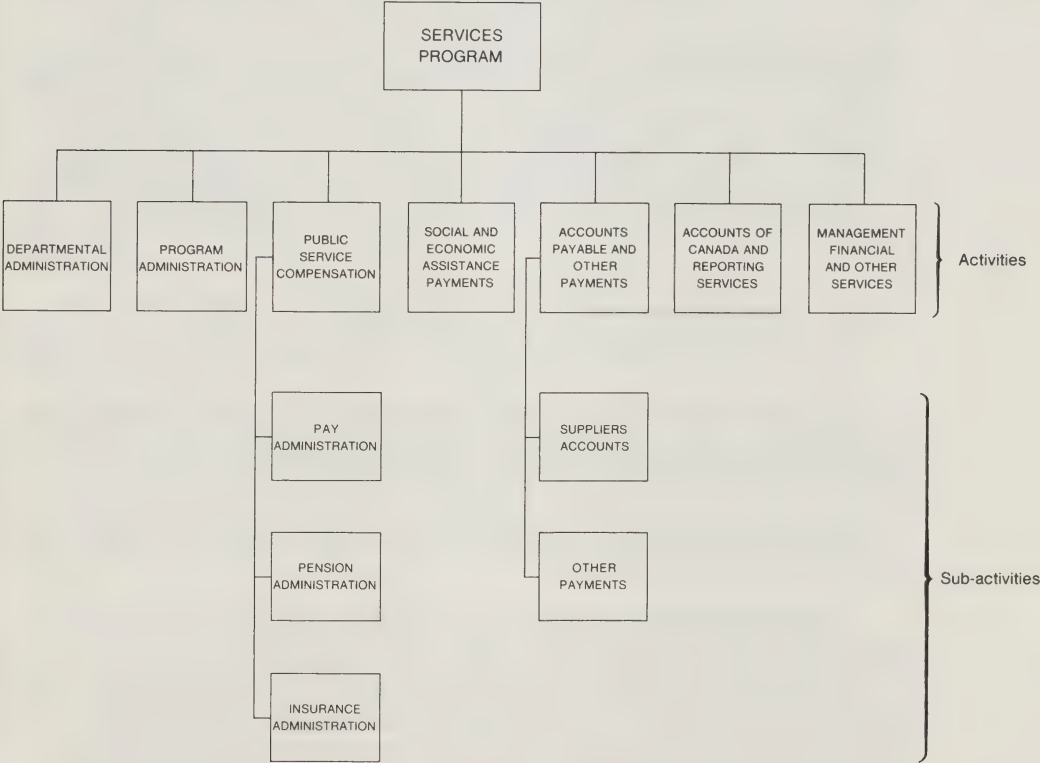 SERVICES
PROGRAM
DEPARTMENTAL
ADMINISTRATION
PROGRAM
ADMINISTRATION
PUBLIC
SERVICE
COMPENSATION
SOCIAL AND
ECONOMIC
ASSISTANCE
PAYMENTS
ACCOUNTS
PAYABLE AND
OTHER
PAYMENTS
ACCOUNTS OF
CANADA AND
REPORTING
SERVICES
MANAGEMENT
FINANCIAL
AND OTHER
SERVICES
Activities
PAY
ADMINISTRATION
SUPPLIERS
ACCOUNTS
PENSION
ADMINISTRATION
OTHER
PAYMENTS
Sub-activities
INSURANCE
ADMINISTRATION